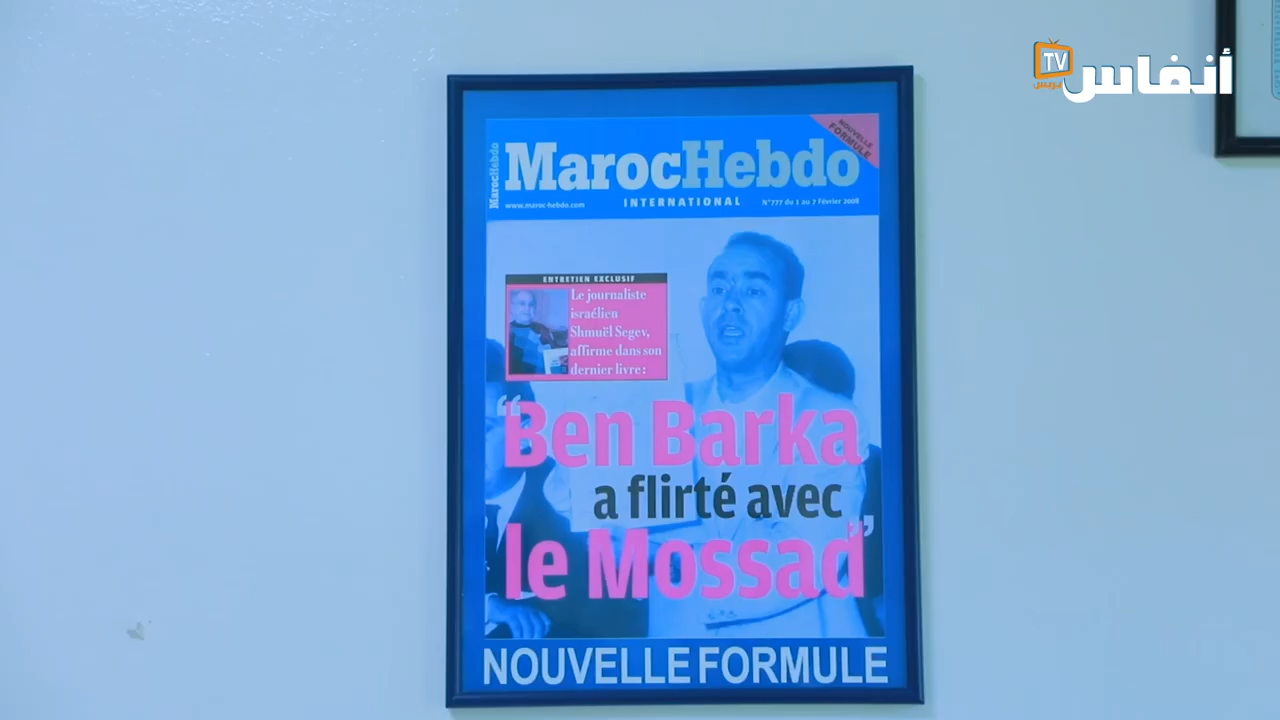 TV
بريس
أنفاس
NOUVELLE
FORMULE
MarocHebdo
MarocHebdo
www.maroc-hebdo.com
INTERNATIONAL
N°777 du 1 au 7 Février 2008
ENTRETIEN EXCLUSIF
Le journaliste
israélien
Shmuël Segev,
affirme dans son
dernier livre:
“Ben Barka
a flirté avec
le Mossad”
NOUVELLE FORMULE